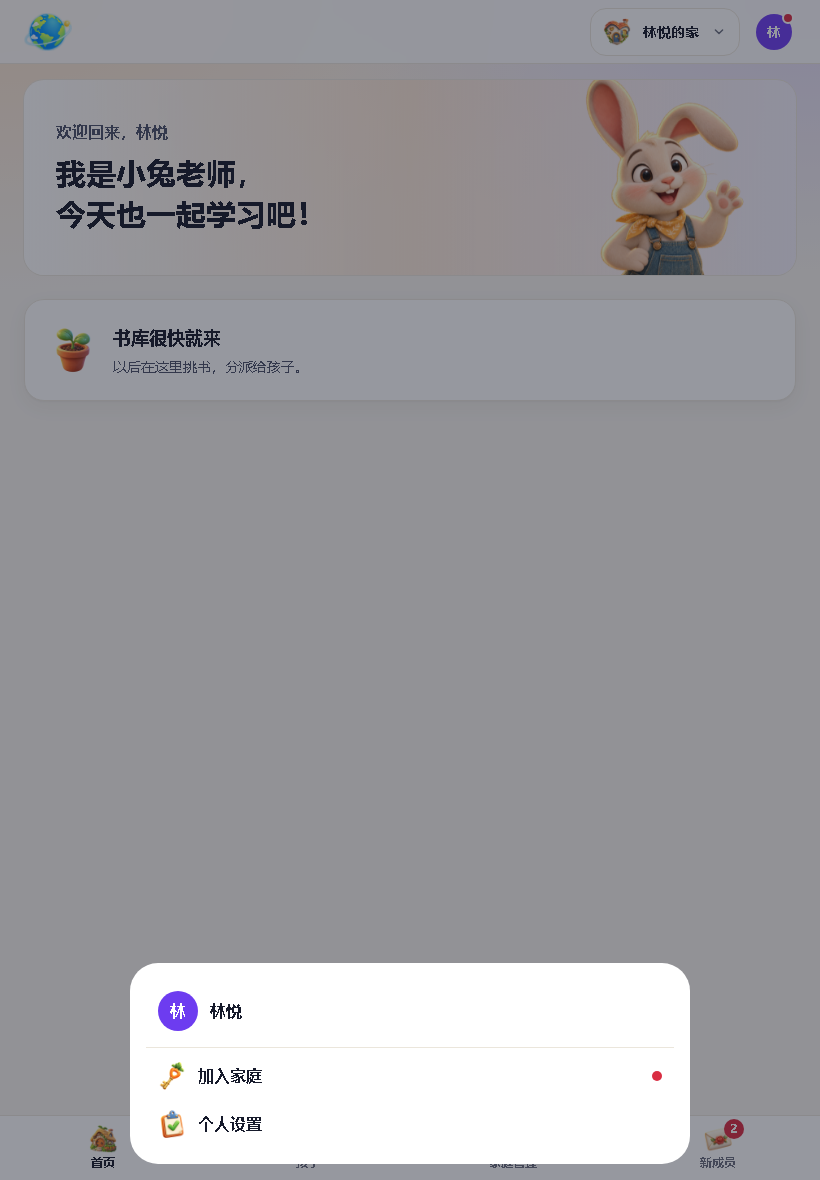 林悦的家
林
欢迎回来，林悦
我是小兔老师，
今天也一起学习吧！
书库很快就来
以后在这里挑书，分派给孩子。
林
林悦
加入家庭
个人设置
2
首页
新成员